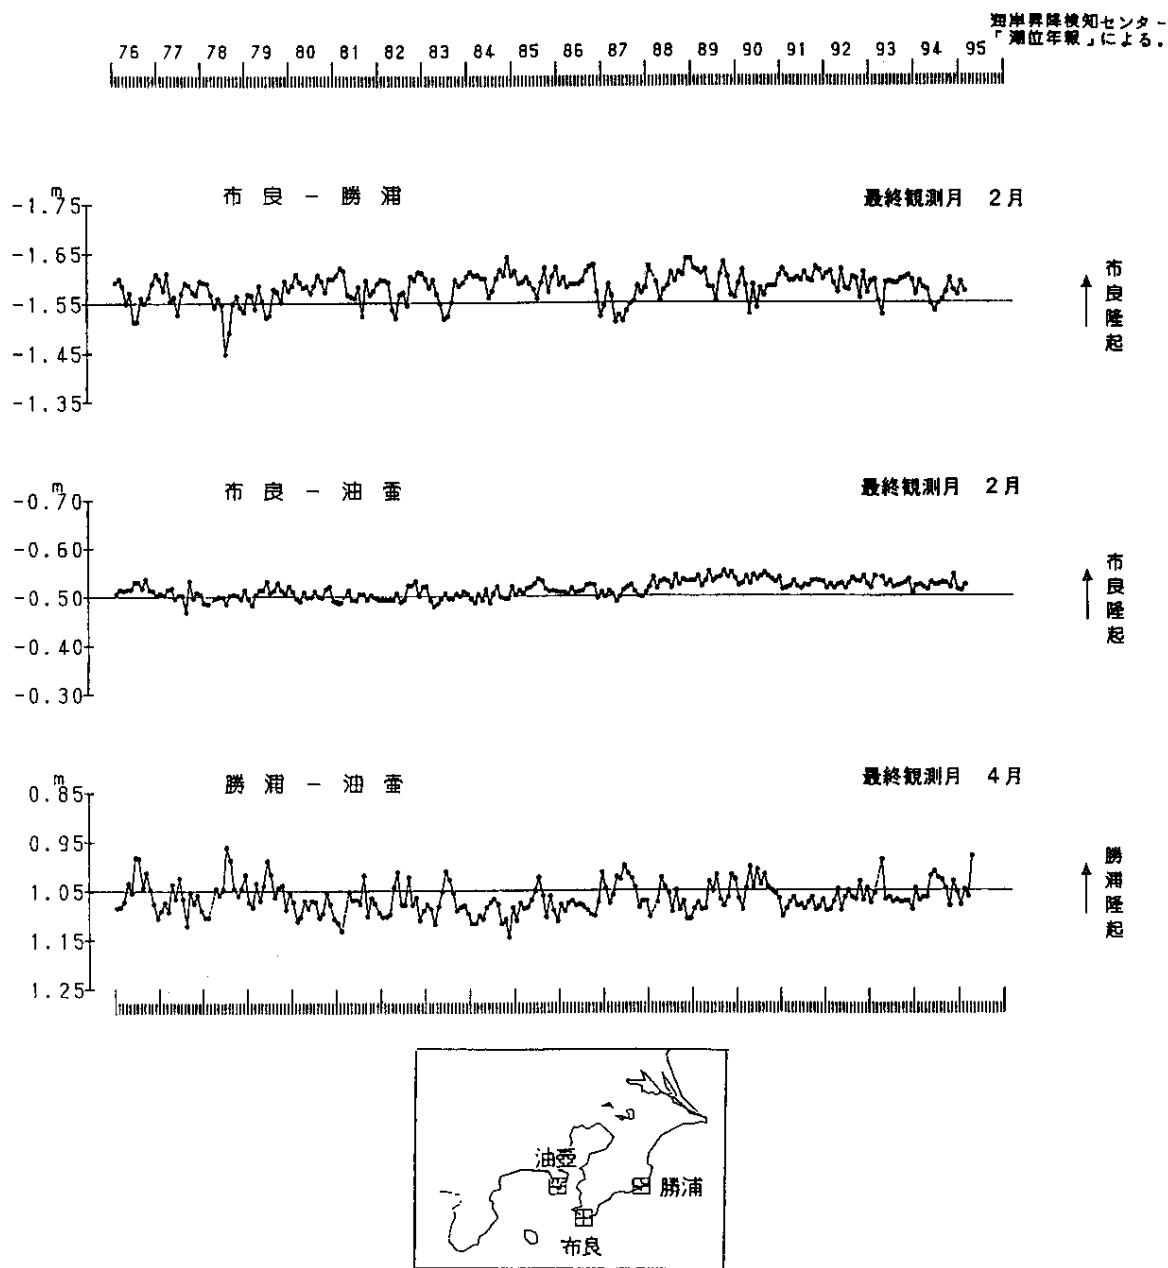 海岸昇降検知センター
「潮位年報」による.
76 77 78 79 80 81 82 83 84 85 86 87 88 89 90 91 92 93 94 95
m
布良-勝浦
最終観測月 2月
-1.75
-1.65
-1.55
-1.45
-1.35
布良隆起
m
布良-油壷
最終観測月 2月
-0.70
-0.60
-0.50
-0.40
-0.30
布良隆起
m
勝浦-油壷
最終観測月 4月
0.85
0.95
1.05
1.15
1.25
勝浦隆起
油壺
勝浦
布良